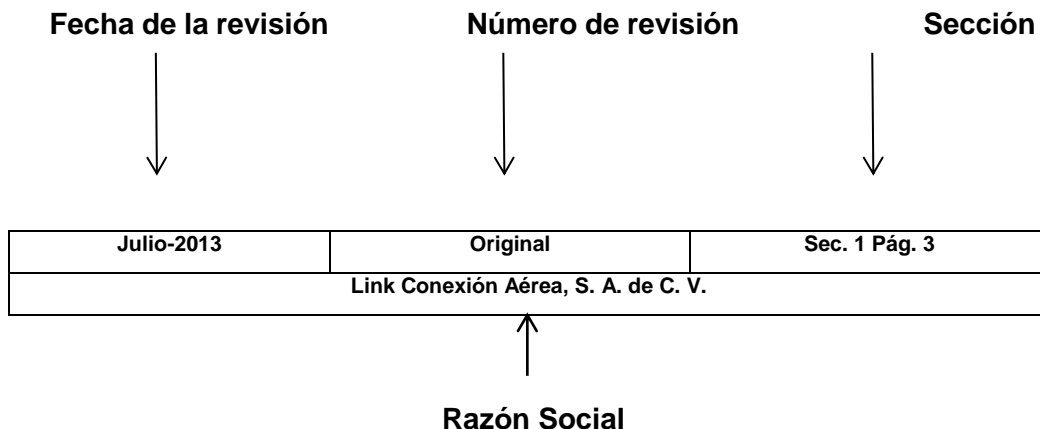 Fecha de la revisión Número de revisión Sección
Julio-2013 Original Sec. 1 Pág. 3
Link Conexión Aérea, S. A. de C. V.
Razón Social